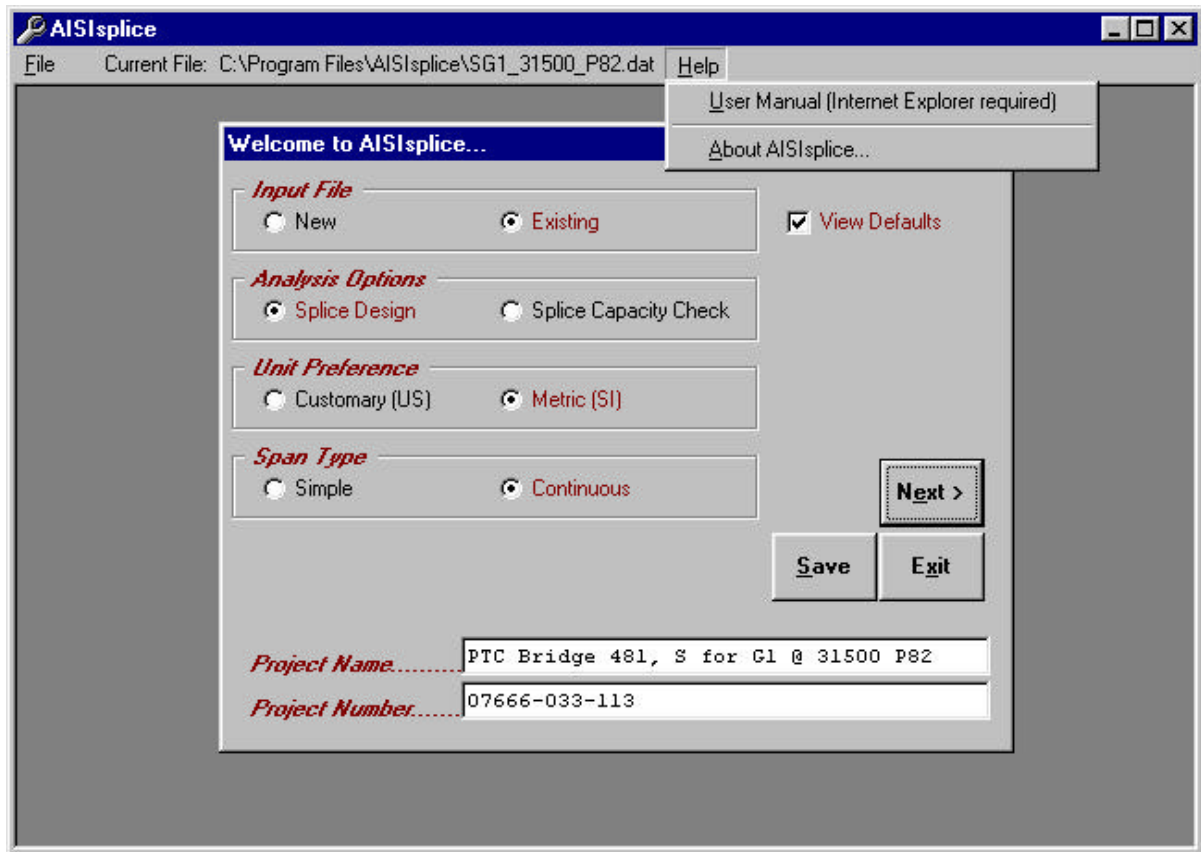 AISIsplice
File Current File: C:\Program Files\AISIsplice\SG1_31500_P82.dat Help
User Manual (Internet Explorer required)
About AISIsplice...
Welcome to AISIsplice...
Input File
New Existing
View Defaults
Analysis Options
Splice Design Splice Capacity Check
Unit Preference
Customary (US) Metric (SI)
Span Type
Simple Continuous
Next >
Save Exit
Project Name........ PTC Bridge 481, S for G1 @ 31500 P82
Project Number...... 07666-033-113